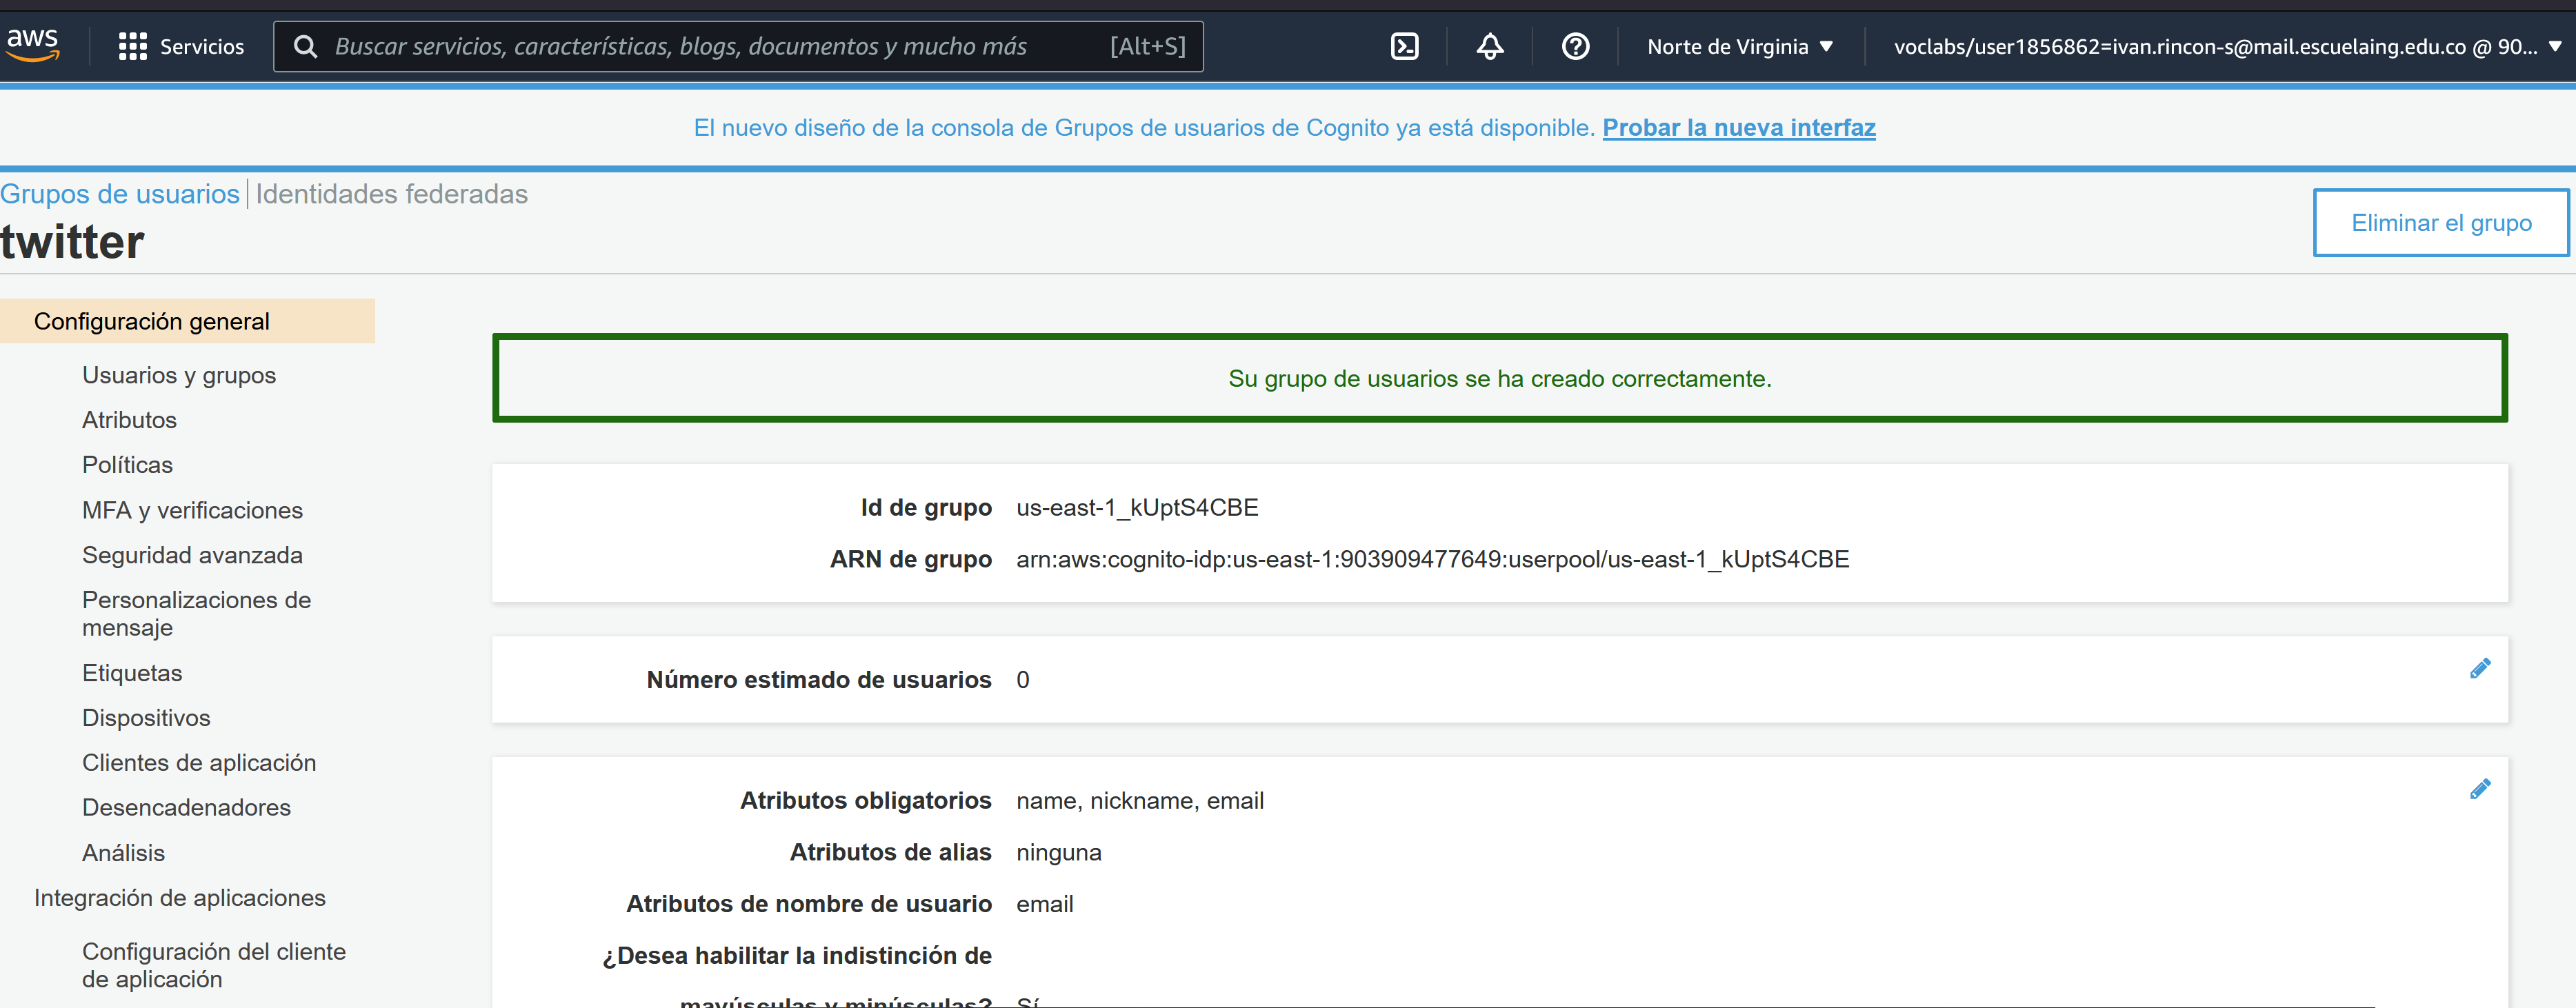 aws
Servicios
Buscar servicios, características, blogs, documentos y mucho más
[Alt+S]
Norte de Virginia
voclabs/user1856862=ivan.rincon-s@mail.escuelaing.edu.co @ 90...
El nuevo diseño de la consola de Grupos de usuarios de Cognito ya está disponible. Probar la nueva interfaz
Grupos de usuarios
Identidades federadas
twitter
Eliminar el grupo
Configuración general
Usuarios y grupos
Atributos
Políticas
MFA y verificaciones
Seguridad avanzada
Personalizaciones de
mensaje
Etiquetas
Dispositivos
Clientes de aplicación
Desencadenadores
Análisis
Integración de aplicaciones
Configuración del cliente
de aplicación
Su grupo de usuarios se ha creado correctamente.
Id de grupo us-east-1_kUptS4CBE
ARN de grupo arn:aws:cognito-idp:us-east-1:903909477649:userpool/us-east-1_kUptS4CBE
Número estimado de usuarios 0
Atributos obligatorios name, nickname, email
Atributos de alias ninguna
Atributos de nombre de usuario email
¿Desea habilitar la indistinción de
mayúsculas y minúsculas? Sí